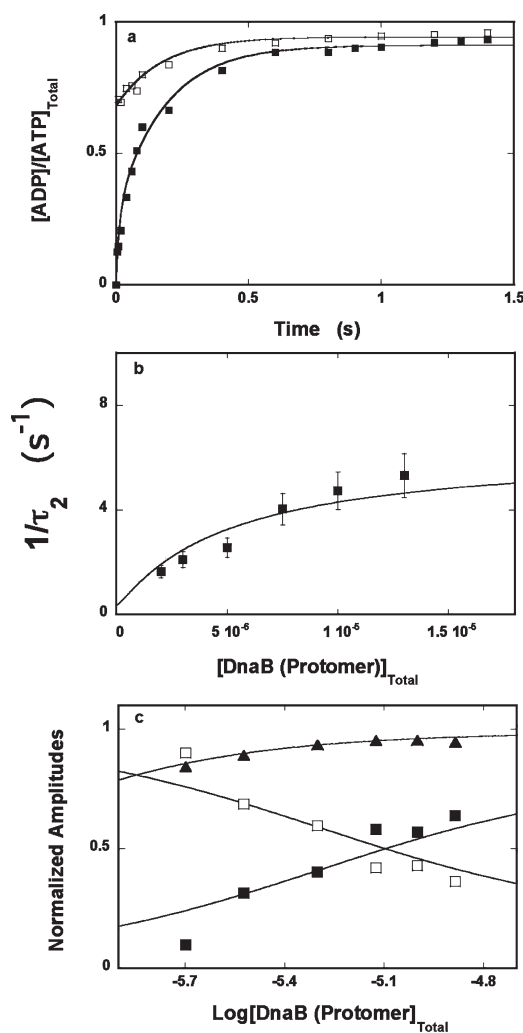 a
1
0.5
0
[ADP]/[ATP]Total
0 0.5 1 1.5
Time (s)
b
8
4
0
1/τ2 (s-1)
0 5 10-6 1 10-5 1.5 10-5
[DnaB (Protomer)]Total
c
1
0.5
0
Normalized Amplitudes
-5.7 -5.4 -5.1 -4.8
Log[DnaB (Protomer]Total